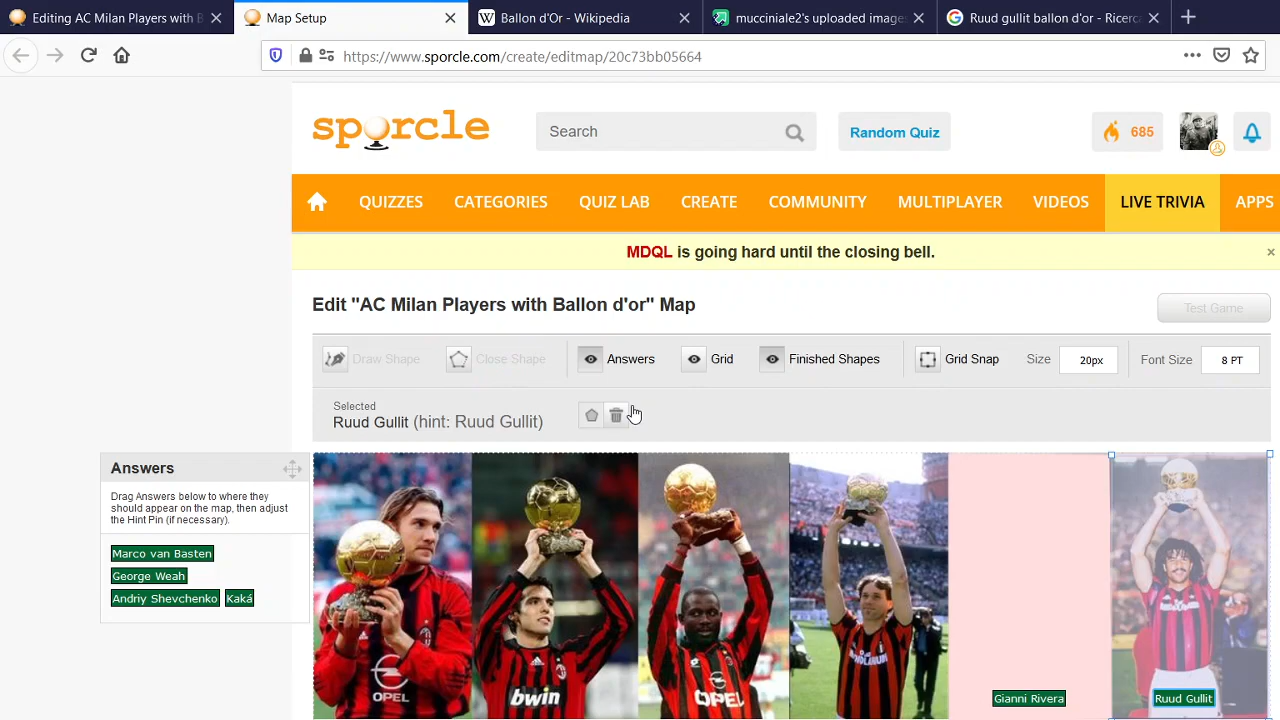 Editing AC Milan Players with B
Map Setup
Ballon d'Or - Wikipedia
mucciniale2's uploaded image
Ruud gullit ballon d'or - Ricerc
https://www.sporcle.com/create/editmap/20c73bb05664
sporcle
Search
Random Quiz
685
QUIZZES
CATEGORIES
QUIZ LAB
CREATE
COMMUNITY
MULTIPLAYER
VIDEOS
LIVE TRIVIA
APPS
MDQL is going hard until the closing bell.
Edit "AC Milan Players with Ballon d'or" Map
Test Game
Draw Shape
Close Shape
Answers
Grid
Finished Shapes
Grid Snap
Size
20px
Font Size
8 PT
Selected
Ruud Gullit (hint: Ruud Gullit)
Answers
Drag Answers below to where they
should appear on the map, then adjust
the Hint Pin (if necessary).
Marco van Basten
George Weah
Andriy Shevchenko
Kaká
OPEL
bwin
OPEL
Gianni Rivera
Ruud Gullit